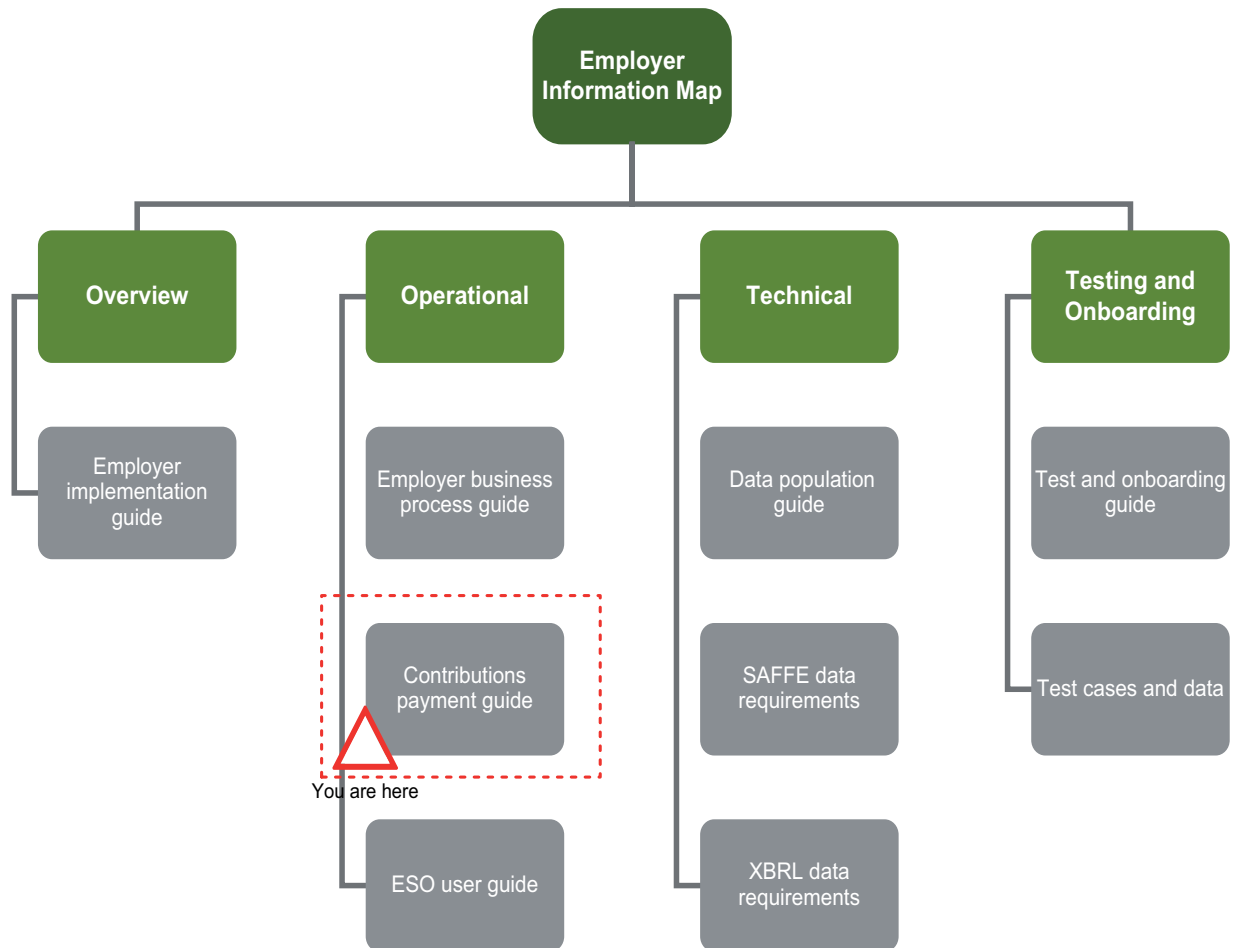 Employer
Information Map
Overview
Operational
Technical
Testing and
Onboarding
Employer
implementation
guide
Employer business
process guide
Data population
guide
Test and onboarding
guide
Contributions
payment guide
SAFFE data
requirements
Test cases and data
You are here
ESO user guide
XBRL data
requirements